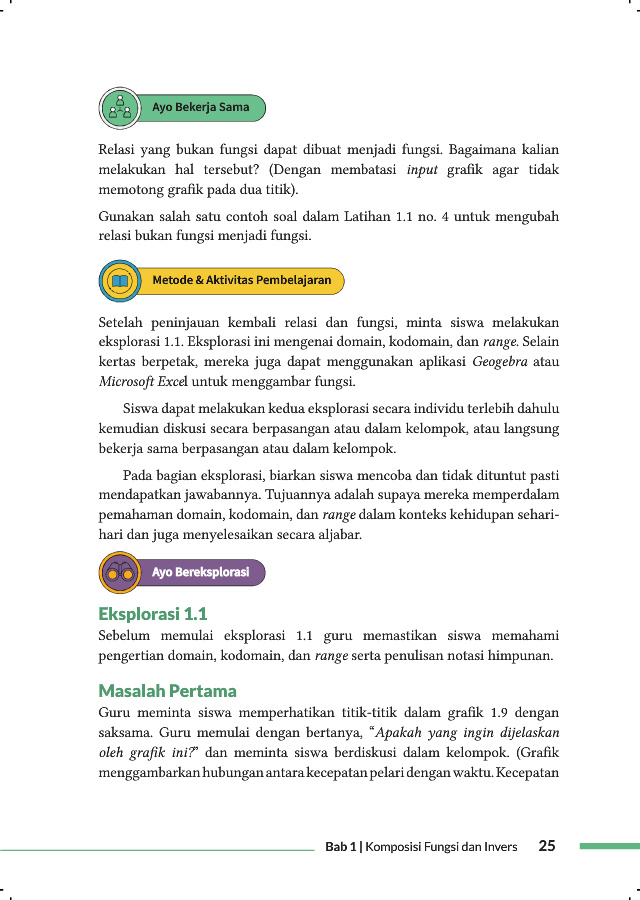 Ayo Bekerja Sama
Relasi yang bukan fungsi dapat dibuat menjadi fungsi. Bagaimana kalian
melakukan hal tersebut? (Dengan membatasi input grafik agar tidak
memotong grafik pada dua titik).
Gunakan salah satu contoh soal dalam Latihan 1.1 no. 4 untuk mengubah
relasi bukan fungsi menjadi fungsi.
Metode & Aktivitas Pembelajaran
Setelah peninjauan kembali relasi dan fungsi, minta siswa melakukan
eksplorasi 1.1. Eksplorasi ini mengenai domain, kodomain, dan range. Selain
kertas berpetak, mereka juga dapat menggunakan aplikasi Geogebra atau
Microsoft Excel untuk menggambar fungsi.
Siswa dapat melakukan kedua eksplorasi secara individu terlebih dahulu
kemudian diskusi secara berpasangan atau dalam kelompok, atau langsung
bekerja sama berpasangan atau dalam kelompok.
Pada bagian eksplorasi, biarkan siswa mencoba dan tidak dituntut pasti
mendapatkan jawabannya. Tujuannya adalah supaya mereka memperdalam
pemahaman domain, kodomain, dan range dalam konteks kehidupan sehari-
hari dan juga menyelesaikan secara aljabar.
Ayo Bereksplorasi
Eksplorasi 1.1
Sebelum memulai eksplorasi 1.1 guru memastikan siswa memahami
pengertian domain, kodomain, dan range serta penulisan notasi himpunan.
Masalah Pertama
Guru meminta siswa memperhatikan titik-titik dalam grafik 1.9 dengan
saksama. Guru memulai dengan bertanya, “Apakah yang ingin dijelaskan
oleh grafik ini?” dan meminta siswa berdiskusi dalam kelompok. (Grafik
menggambarkan hubungan antara kecepatan pelari dengan waktu. Kecepatan
Bab 1 | Komposisi Fungsi dan Invers 25